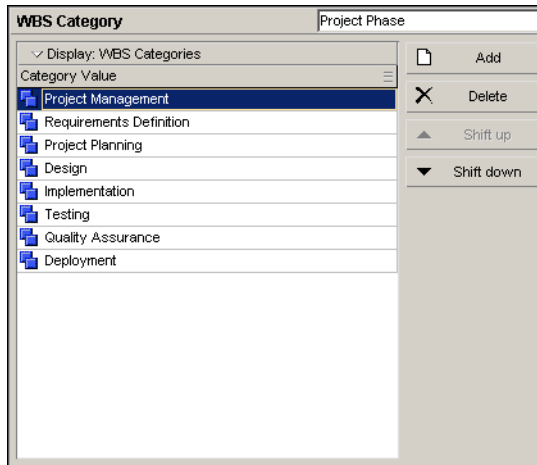 WBS Category
Project Phase
Display: WBS Categories
Category Value
Project Management
Requirements Definition
Project Planning
Design
Implementation
Testing
Quality Assurance
Deployment
Add
Delete
Shift up
Shift down